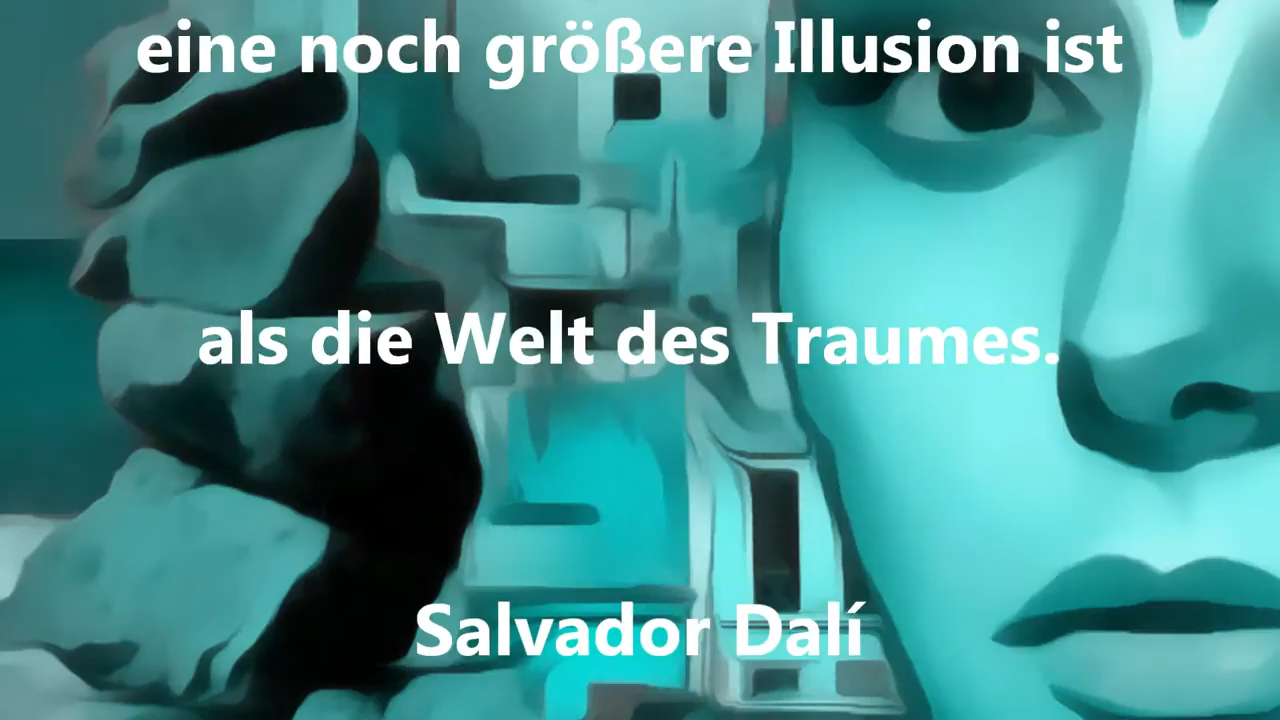 eine noch größere Illusion ist
als die Welt des Traumes.
Salvador Dalí